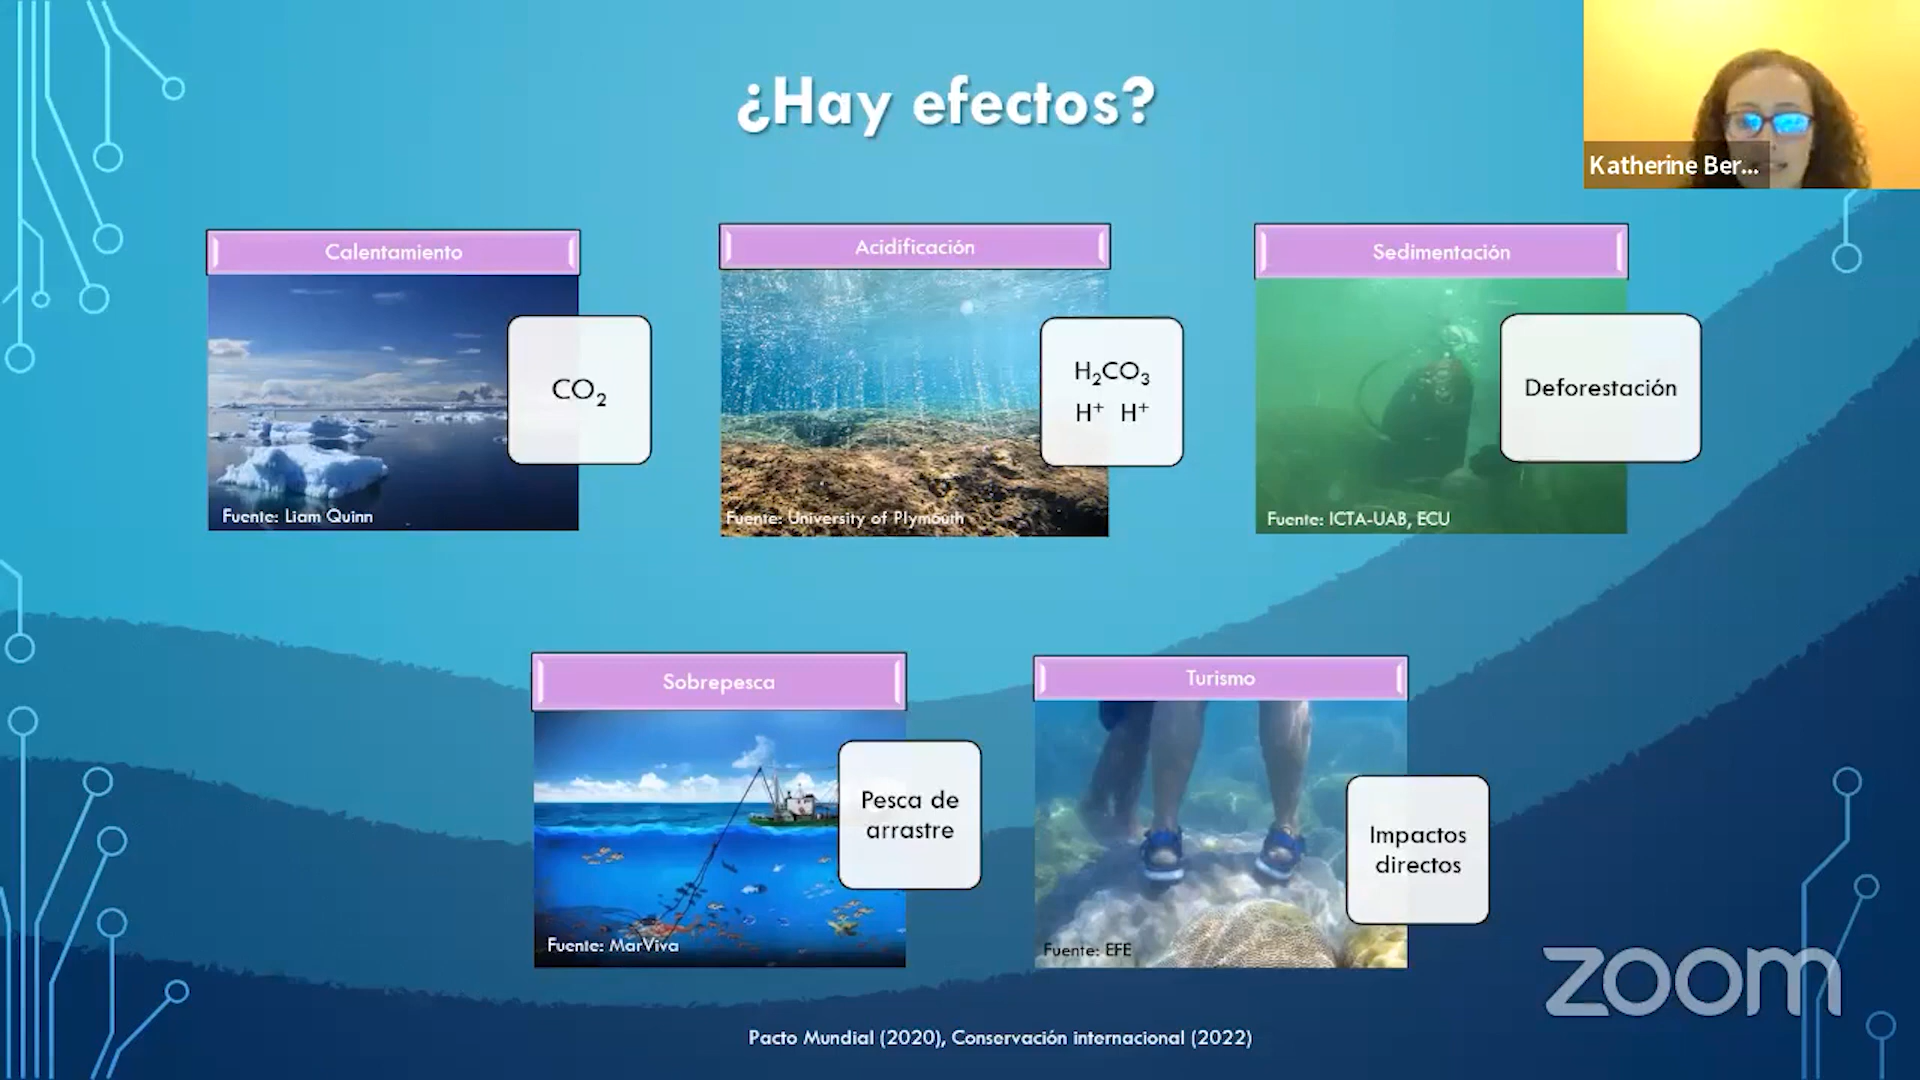 ¿Hay efectos?
Katherine Ber...
Calentamiento
CO₂
Fuente: Liam Quinn
Acidificación
H₂CO₃
H⁺ H⁺
Fuente: University of Plymouth
Sedimentación
Deforestación
Fuente: ICTA-UAB, ECU
Sobrepesca
Pesca de
arrastre
Fuente: MarViva
Turismo
Impactos
directos
Fuente: EFE
zoom
Pacto Mundial (2020), Conservación internacional (2022)